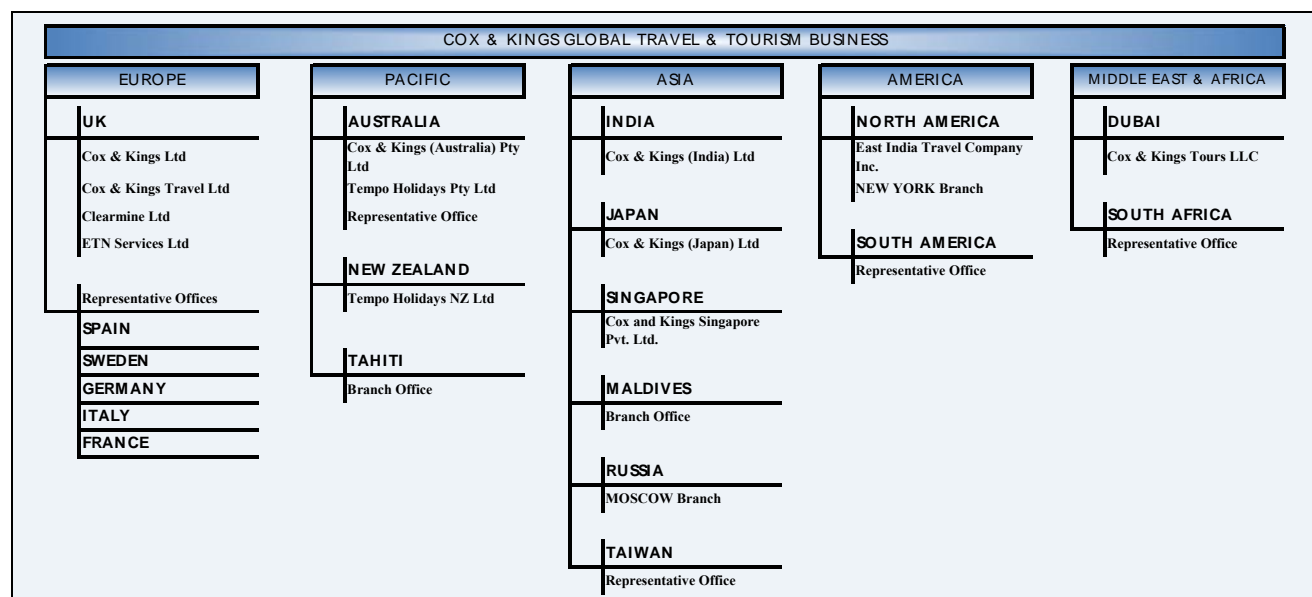 COX & KINGS GLOBAL TRAVEL & TOURISM BUSINESS
EUROPE
UK
Cox & Kings Ltd
Cox & Kings Travel Ltd
Clearmine Ltd
ETN Services Ltd
Representative Offices
SPAIN
SWEDEN
GERMANY
ITALY
FRANCE
PACIFIC
AUSTRALIA
Cox & Kings (Australia) Pty
Ltd
Tempo Holidays Pty Ltd
Representative Office
NEW ZEALAND
Tempo Holidays NZ Ltd
TAHITI
Branch Office
ASIA
INDIA
Cox & Kings (India) Ltd
JAPAN
Cox & Kings (Japan) Ltd
SINGAPORE
Cox and Kings Singapore
Pvt. Ltd.
MALDIVES
Branch Office
RUSSIA
MOSCOW Branch
TAIWAN
Representative Office
AMERICA
NORTH AMERICA
East India Travel Company
Inc.
NEW YORK Branch
SOUTH AMERICA
Representative Office
MIDDLE EAST & AFRICA
DUBAI
Cox & Kings Tours LLC
SOUTH AFRICA
Representative Office